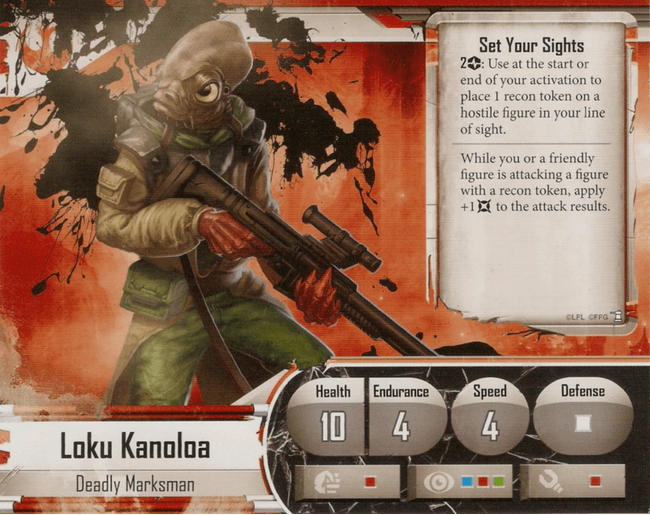 Set Your Sights
2: Use at the start or
end of your activation to
place 1 recon token on a
hostile figure in your line
of sight.
While you or a friendly
figure is attacking a figure
with a recon token, apply
+1 to the attack results.
©LFL ©FFG
Health
10
Endurance
4
Speed
4
Defense
Loku Kanoloa
Deadly Marksman